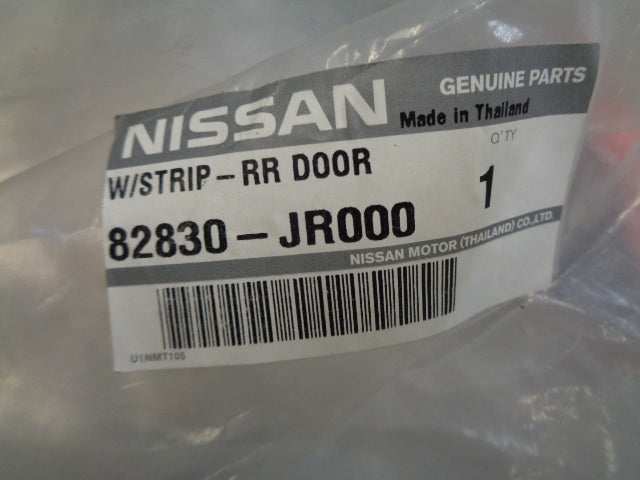 NISSAN
GENUINE PARTS
Made in Thailand
W/STRIP-RR DOOR
Q'TY
82830-JR000
1
NISSAN MOTOR (THAILAND) CO.,LTD.
U1NMT105